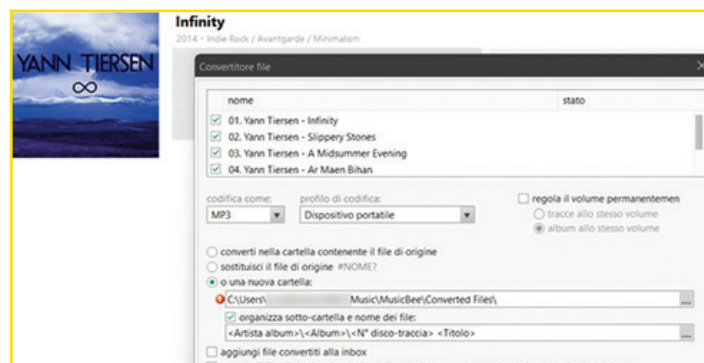 Infinity
2014 • Indie Rock / Avantgarde / Minimalism
YANN TIERSEN
∞
Convertitore file
nome stato
01. Yann Tiersen - Infinity
02. Yann Tiersen - Slippery Stones
03. Yann Tiersen - A Midsummer Evening
04. Yann Tiersen - Ar Maen Bihan
codifica come: profilo di codifica: regola il volume permanentemen
MP3 Dispositivo portatile tracce allo stesso volume
album allo stesso volume
converti nella cartella contenente il file di origine
sostituisci il file di origine #NOME?
o una nuova cartella:
C:\Users\ Music\MusicBee\Converted Files\
organizza sotto-cartella e nome dei file:
<Artista album>\<Album>\<N° disco-traccia> <Titolo>
aggiungi file convertiti alla inbox